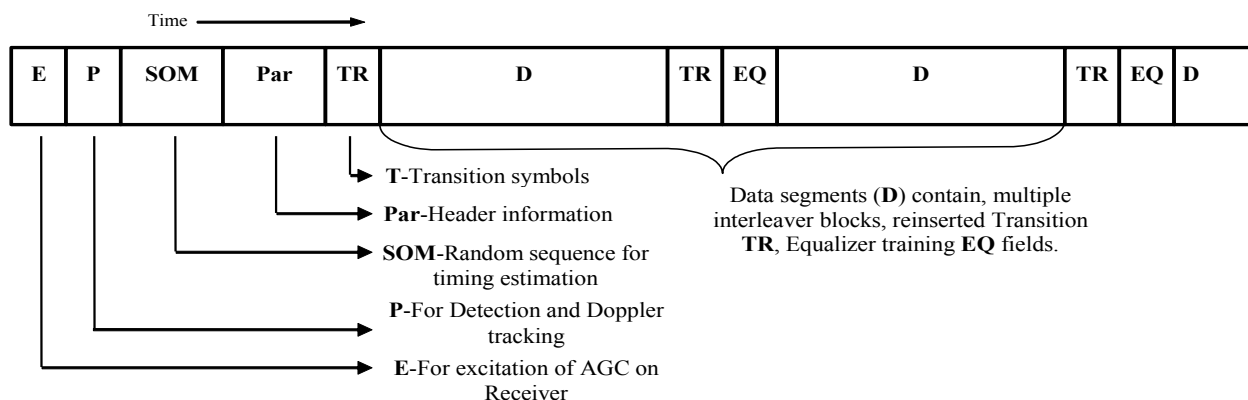 Time
E P SOM Par TR D TR EQ D TR EQ D
T-Transition symbols
Par-Header information
SOM-Random sequence for
timing estimation
P-For Detection and Doppler
tracking
E-For excitation of AGC on
Receiver
Data segments (D) contain, multiple
interleaver blocks, reinserted Transition
TR, Equalizer training EQ fields.